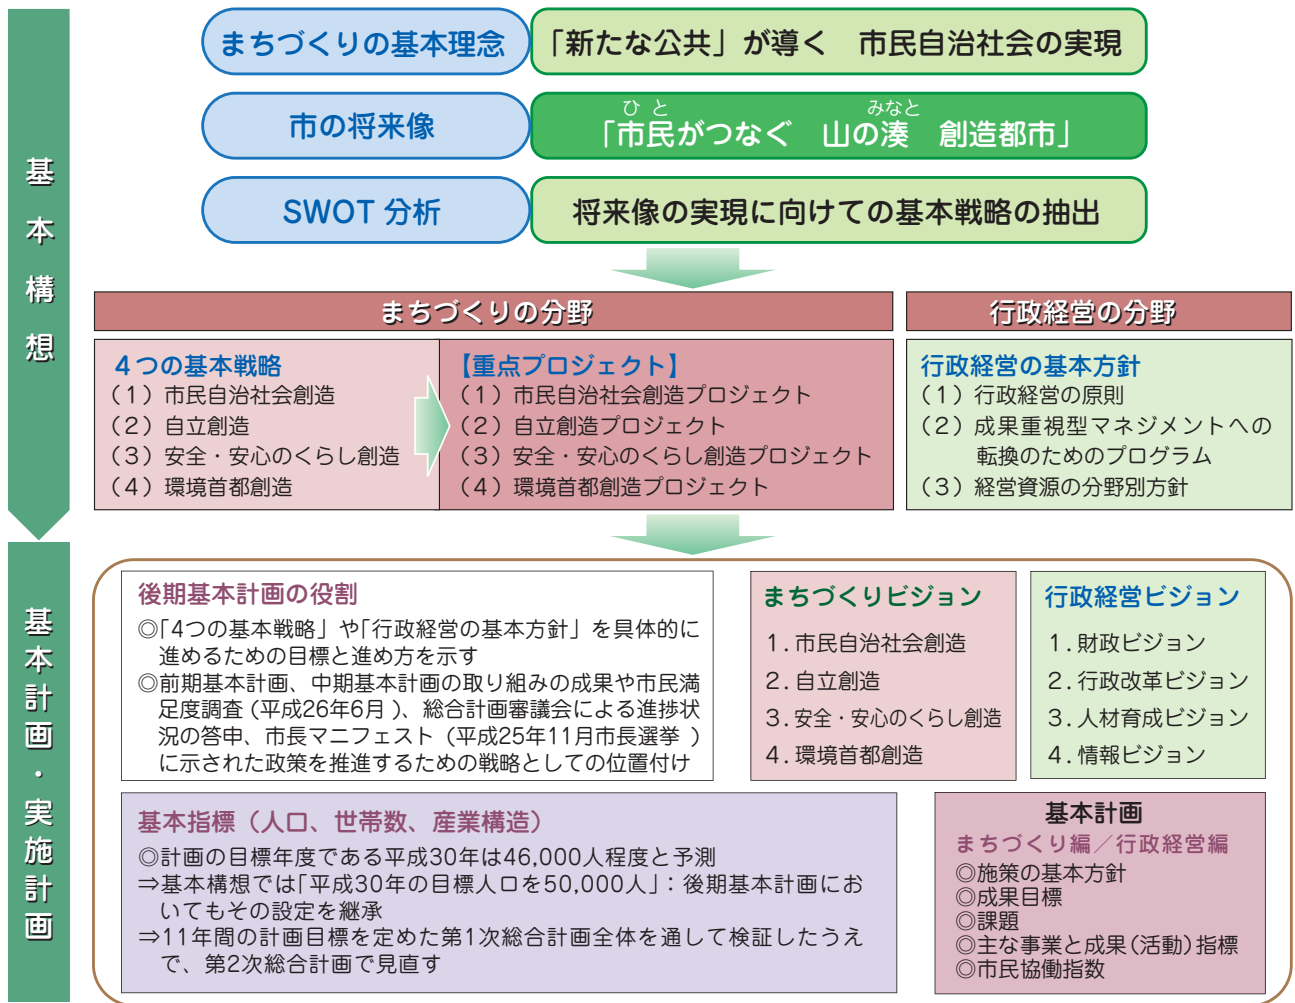 基本構想
まちづくりの基本理念
「新たな公共」が導く　市民自治社会の実現
市の将来像
ひと　みなと
「市民がつなぐ　山の湊　創造都市」
SWOT 分析
将来像の実現に向けての基本戦略の抽出
まちづくりの分野
4つの基本戦略
（1）市民自治社会創造
（2）自立創造
（3）安全・安心のくらし創造
（4）環境首都創造
【重点プロジェクト】
（1）市民自治社会創造プロジェクト
（2）自立創造プロジェクト
（3）安全・安心のくらし創造プロジェクト
（4）環境首都創造プロジェクト
行政経営の分野
行政経営の基本方針
（1）行政経営の原則
（2）成果重視型マネジメントへの
転換のためのプログラム
（3）経営資源の分野別方針
基本計画・実施計画
後期基本計画の役割
◎「4つの基本戦略」や「行政経営の基本方針」を具体的に
進めるための目標と進め方を示す
◎前期基本計画、中期基本計画の取り組みの成果や市民満
足度調査（平成26年6月）、総合計画審議会による進捗状
況の答申、市長マニフェスト（平成25年11月市長選挙）
に示された政策を推進するための戦略としての位置付け
まちづくりビジョン
1．市民自治社会創造
2．自立創造
3．安全・安心のくらし創造
4．環境首都創造
行政経営ビジョン
1．財政ビジョン
2．行政改革ビジョン
3．人材育成ビジョン
4．情報ビジョン
基本指標（人口、世帯数、産業構造）
◎計画の目標年度である平成30年は46,000人程度と予測
⇒基本構想では「平成30年の目標人口を50,000人」：後期基本計画にお
いてもその設定を継承
⇒11年間の計画目標を定めた第1次総合計画全体を通して検証したうえ
で、第2次総合計画で見直す
基本計画
まちづくり編／行政経営編
◎施策の基本方針
◎成果目標
◎課題
◎主な事業と成果（活動）指標
◎市民協働指数